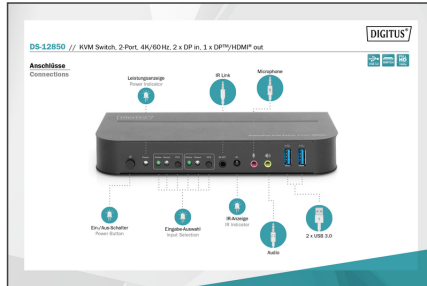 DIGITUS®
DS-12850 // KVM Switch, 2-Port, 4K/60 Hz, 2 x DP in, 1 x DP™/HDMI® out
Anschlüsse
Connections
Leistungsanzeige
Power Indicator
IR Link
Microphone
DIGITUS
Ein-/Aus-Schalter
Power Button
Eingabe-Auswahl
Input Selection
IR-Anzeige
IR Indicator
Audio
2 x USB 3.0